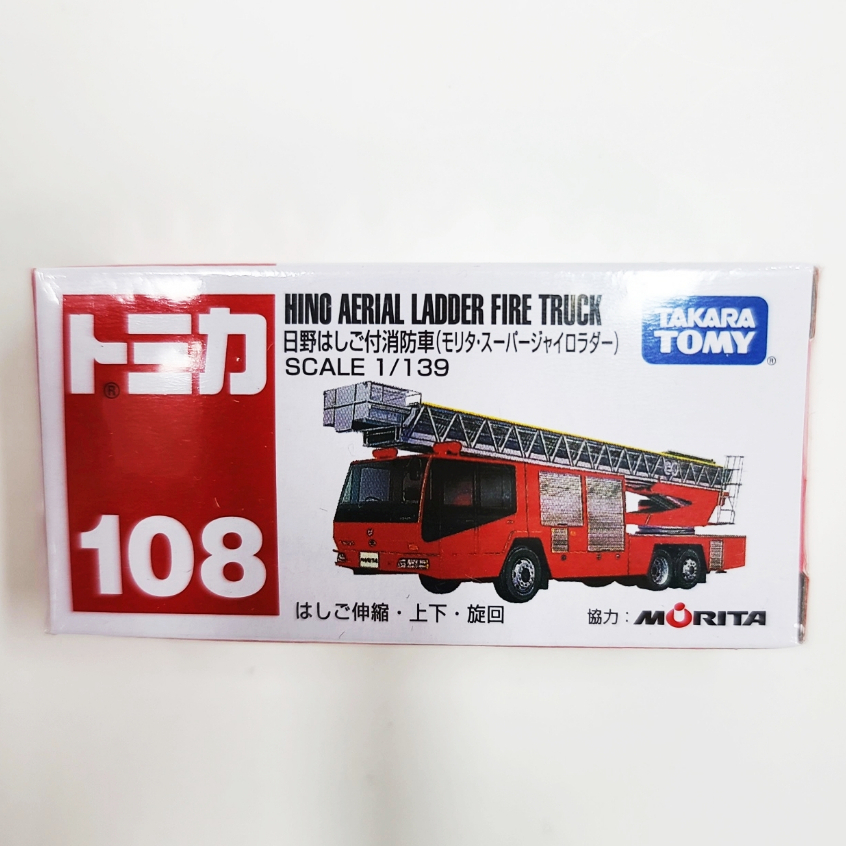 トミカ
®
108
HINO AERIAL LADDER FIRE TRUCK
日野はしご付消防車(モリタ・スーパージャイロラダー)
SCALE 1/139
TAKARA
TOMY
®
MORITA
はしご伸縮・上下・旋回
協力:MORITA